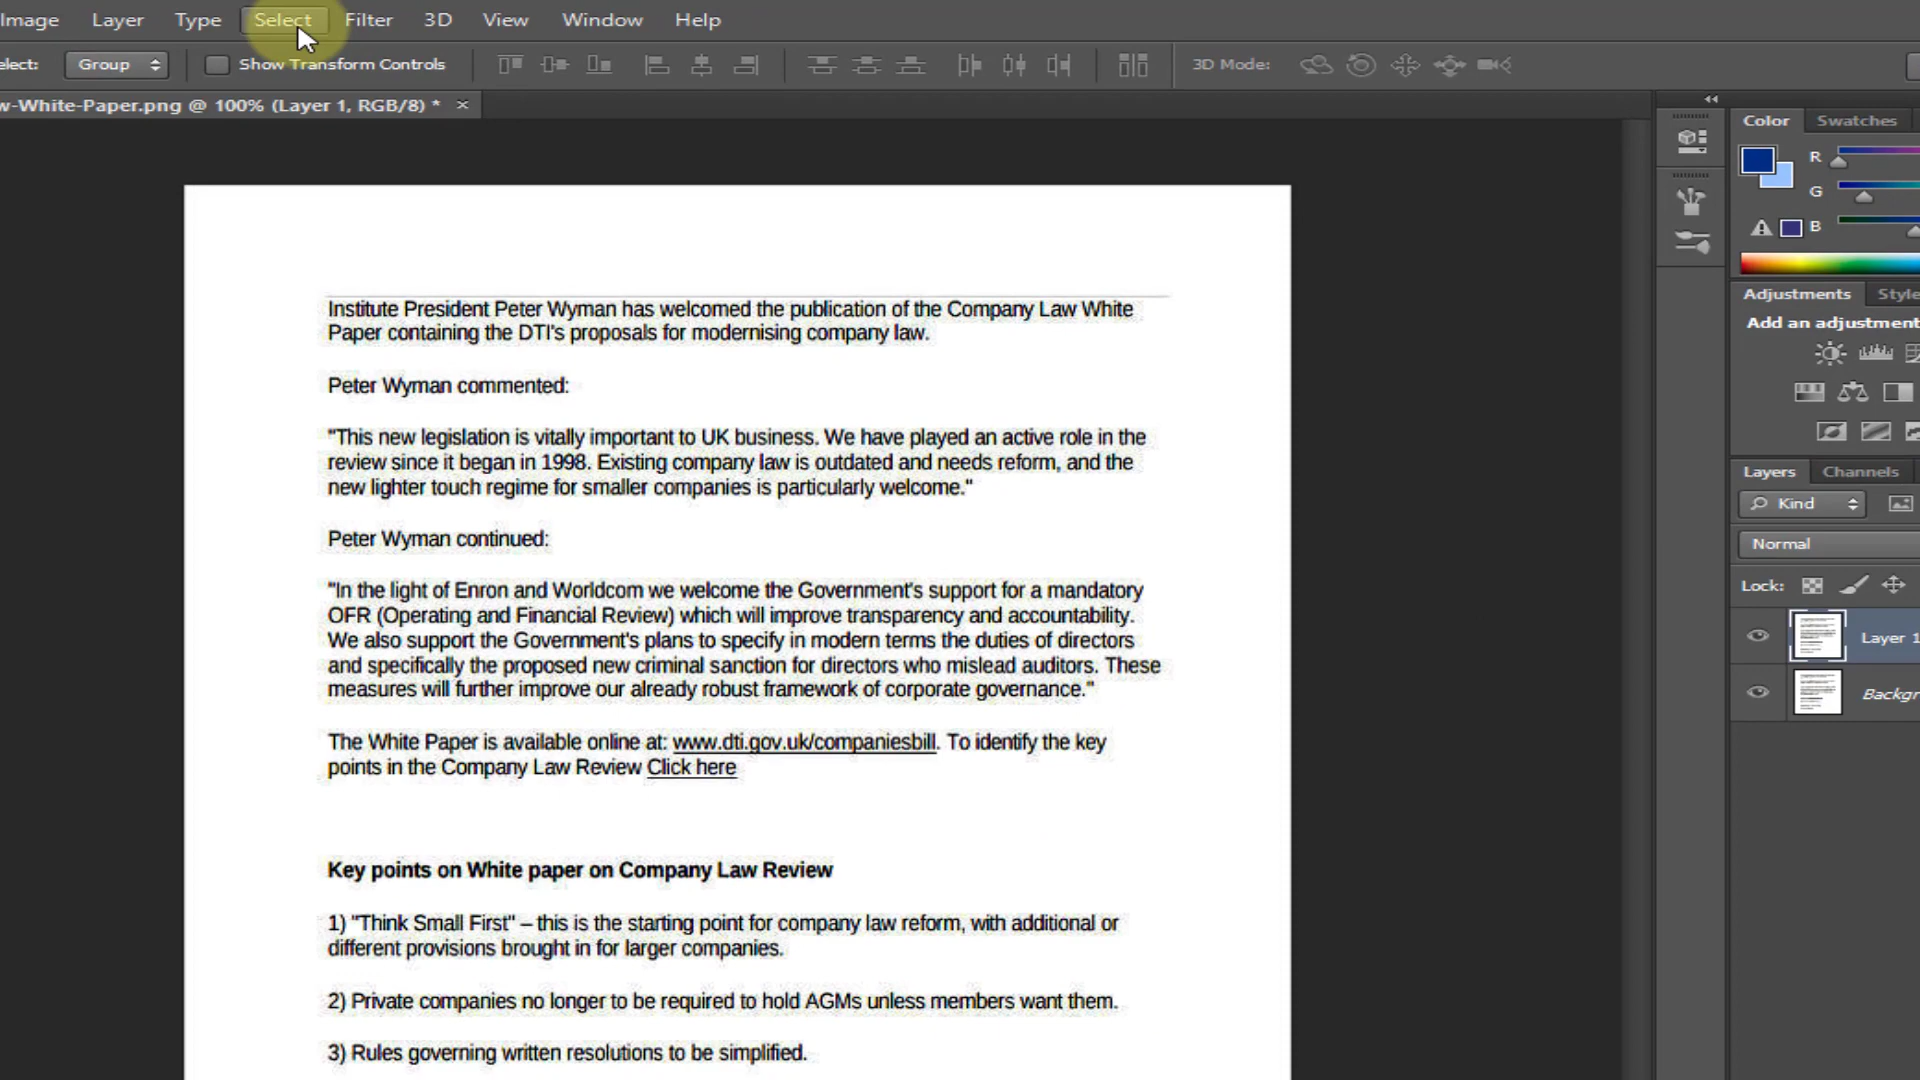 Image Layer Type Select Filter 3D View Window Help
elect: Group Show Transform Controls 3D Mode:
w-White-Paper.png @ 100% (Layer 1, RGB/8) * ×
Color Swatches
R
G
B
Adjustments Style
Add an adjustment
Layers Channels
Kind
Normal
Lock:
Layer 1
Backgr
Institute President Peter Wyman has welcomed the publication of the Company Law White
Paper containing the DTI's proposals for modernising company law.
Peter Wyman commented:
"This new legislation is vitally important to UK business. We have played an active role in the
review since it began in 1998. Existing company law is outdated and needs reform, and the
new lighter touch regime for smaller companies is particularly welcome."
Peter Wyman continued:
"In the light of Enron and Worldcom we welcome the Government's support for a mandatory
OFR (Operating and Financial Review) which will improve transparency and accountability.
We also support the Government's plans to specify in modern terms the duties of directors
and specifically the proposed new criminal sanction for directors who mislead auditors. These
measures will further improve our already robust framework of corporate governance."
The White Paper is available online at: www.dti.gov.uk/companiesbill. To identify the key
points in the Company Law Review Click here
Key points on White paper on Company Law Review
1) "Think Small First" – this is the starting point for company law reform, with additional or
different provisions brought in for larger companies.
2) Private companies no longer to be required to hold AGMs unless members want them.
3) Rules governing written resolutions to be simplified.